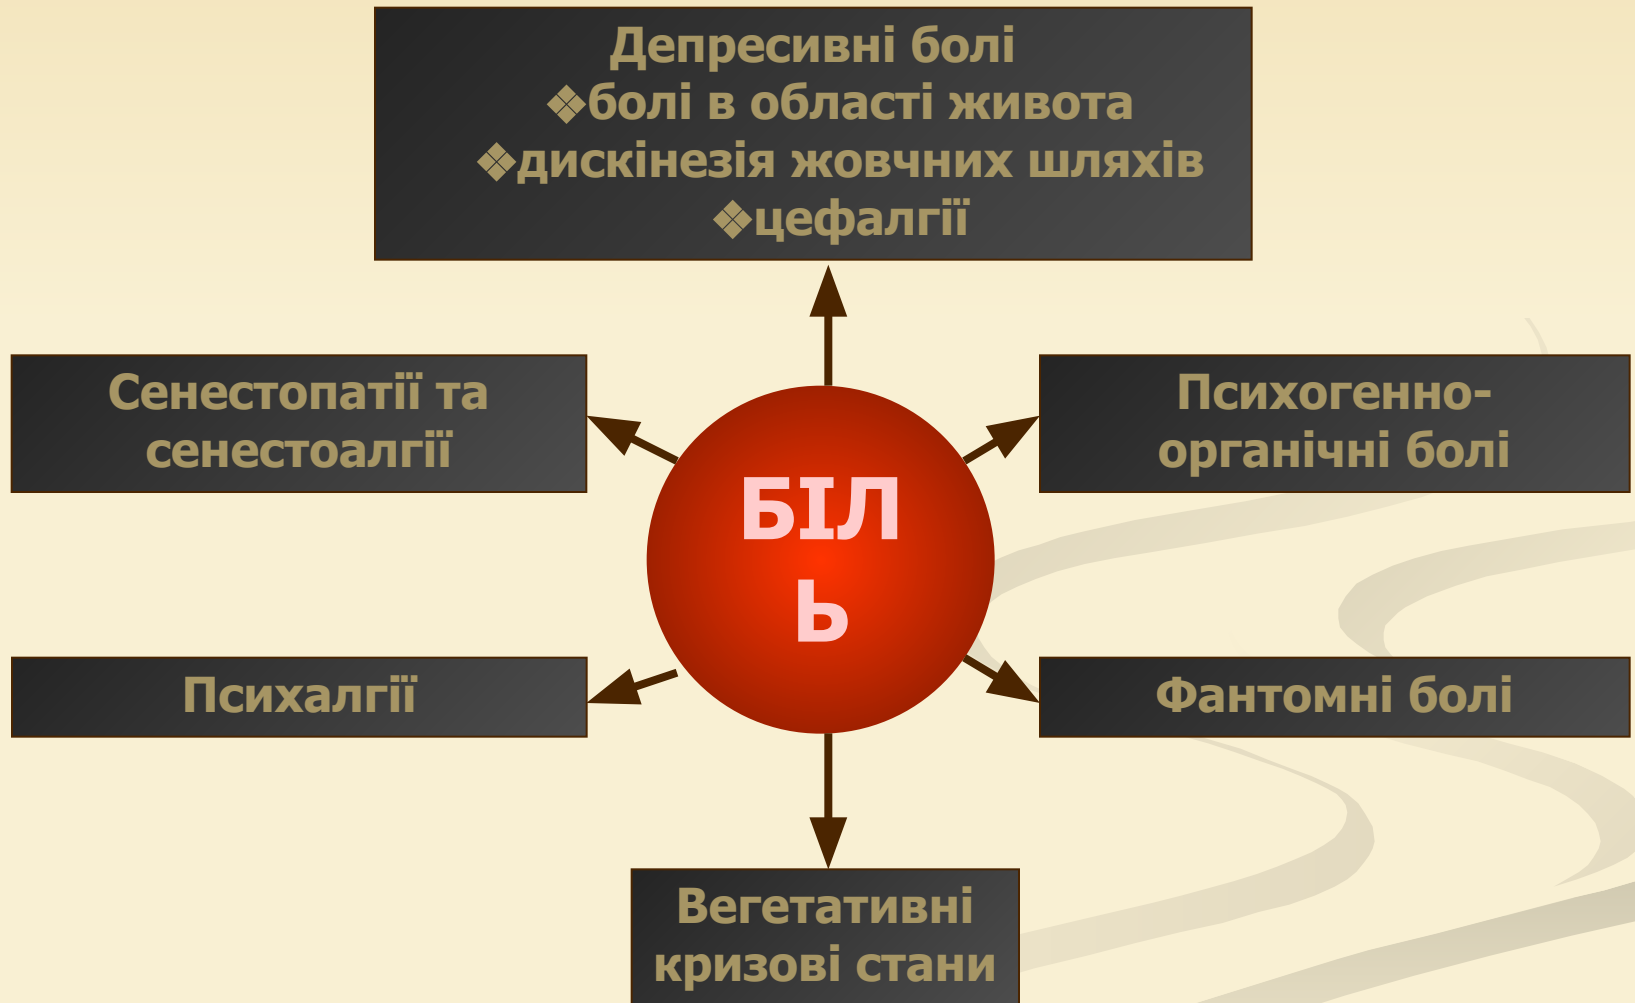 Депресивні болі
❖болі в області живота
❖дискінезія жовчних шляхів
❖цефалгії
Сенестопатії та
сенестоалгії
Психогенно-
органічні болі
БІЛ
Ь
Психалгії
Фантомні болі
Вегетативні
кризові стани